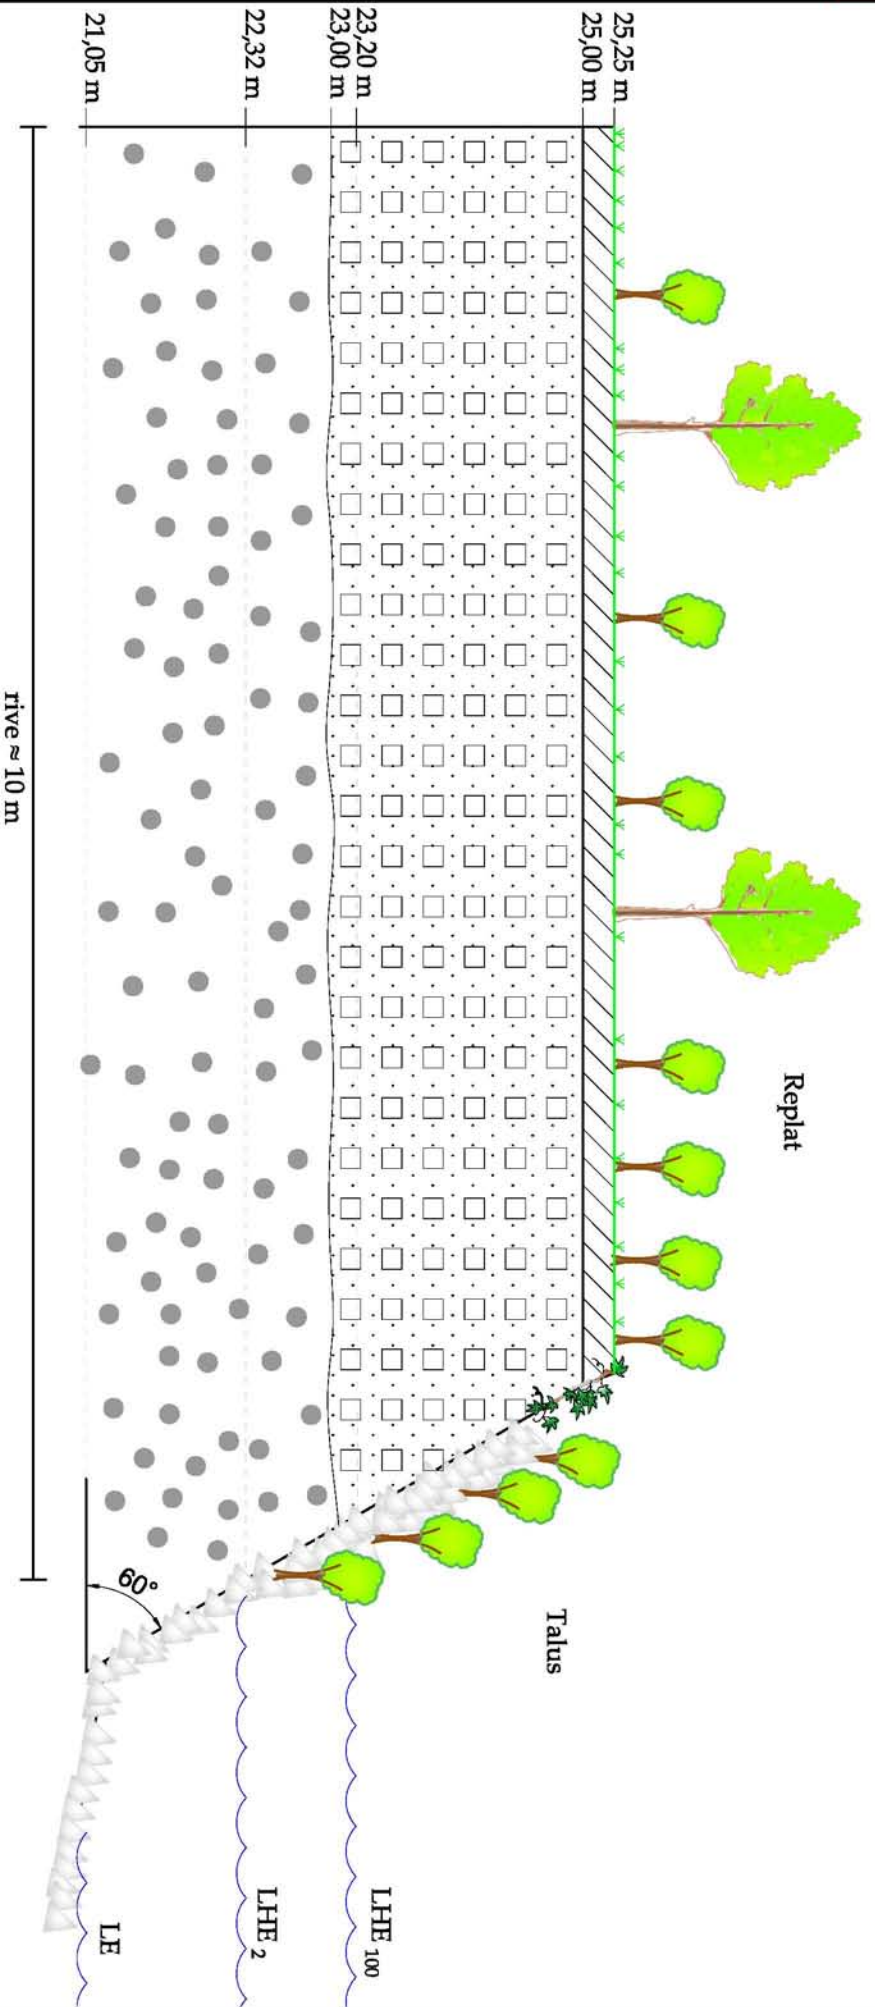 Replat
Talus
25,25 m
25,00 m
23,20 m
23,00 m
22,32 m
21,05 m
LHE 100
LHE 2
LE
60°
rive ≈ 10 m